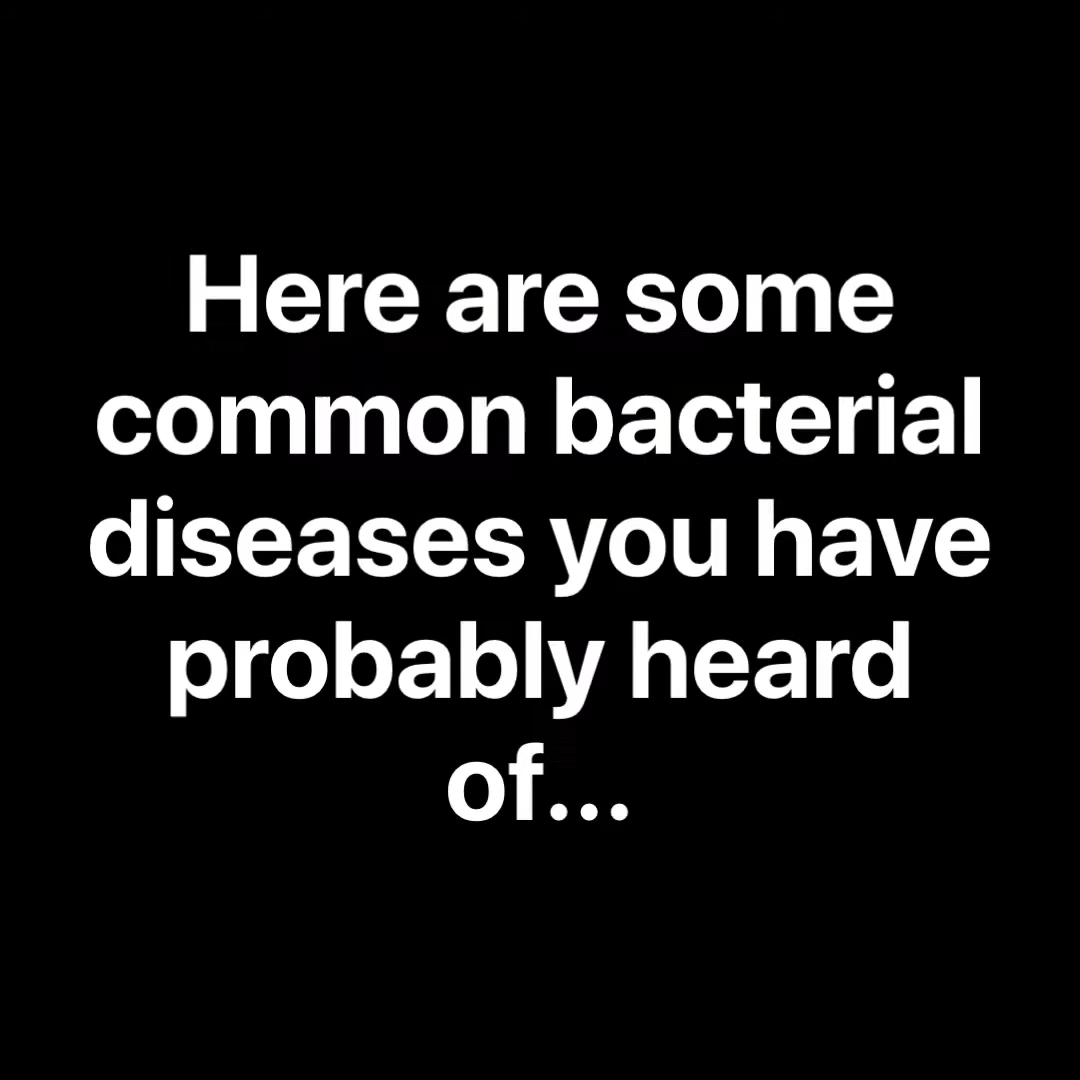 Here are some
common bacterial
diseases you have
probably heard
of...